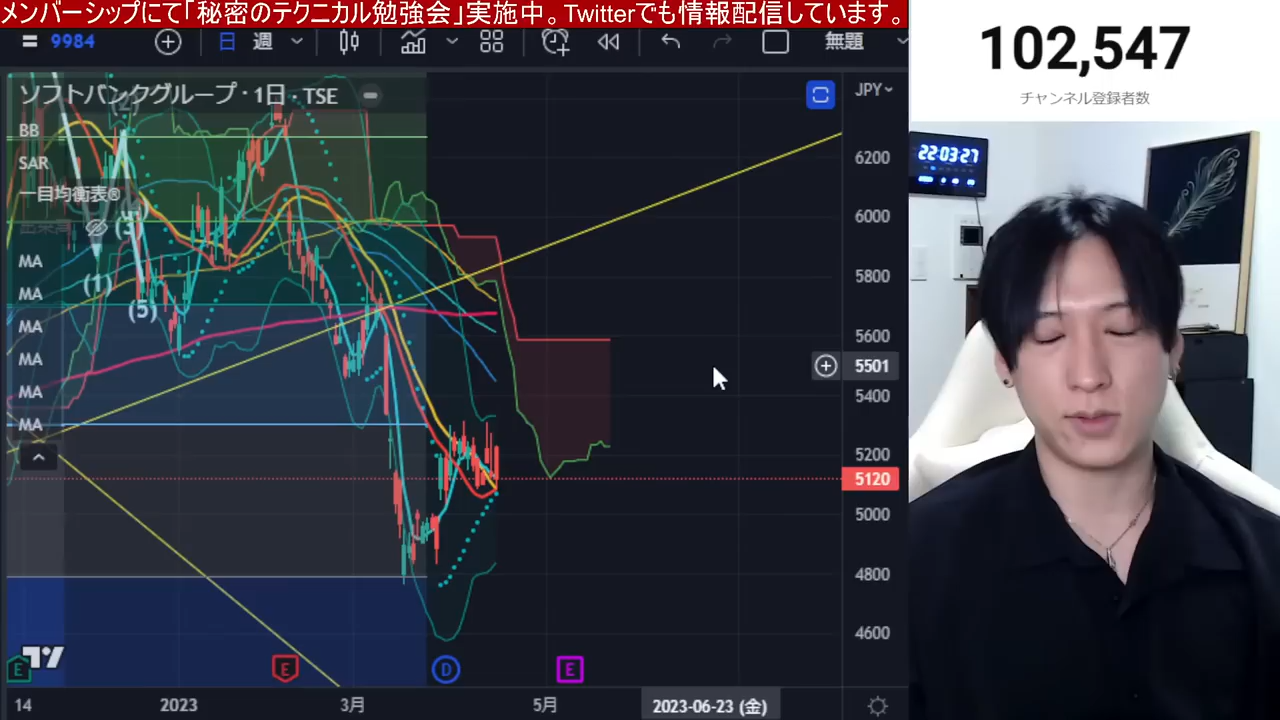 メンバーシップにて「秘密のテクニカル勉強会」実施中。Twitterでも情報配信しています。
9984
日
週
無題
102,547
チャンネル登録者数
ソフトバンクグループ・1日・TSE
JPY
BB
SAR
一目均衡表®
出来高
MA
MA
MA
MA
MA
MA
(2)
(3)
(1)
(5)
22:03:27
6200
6000
5800
5600
5501
5400
5200
5120
5000
4800
4600
E
E
D
E
14
2023
3月
5月
2023-06-23 (金)